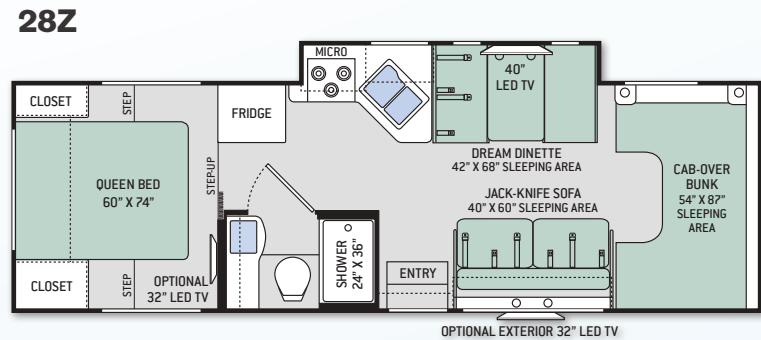 28Z
MICRO
40"
LED TV
CLOSET
STEP
FRIDGE
DREAM DINETTE
42" X 68" SLEEPING AREA
QUEEN BED
60" X 74"
STEP-UP
JACK-KNIFE SOFA
40" X 60" SLEEPING AREA
CAB-OVER
BUNK
54" X 87"
SLEEPING
AREA
CLOSET
STEP
OPTIONAL
32" LED TV
SHOWER
24" X 36"
ENTRY
OPTIONAL EXTERIOR 32" LED TV